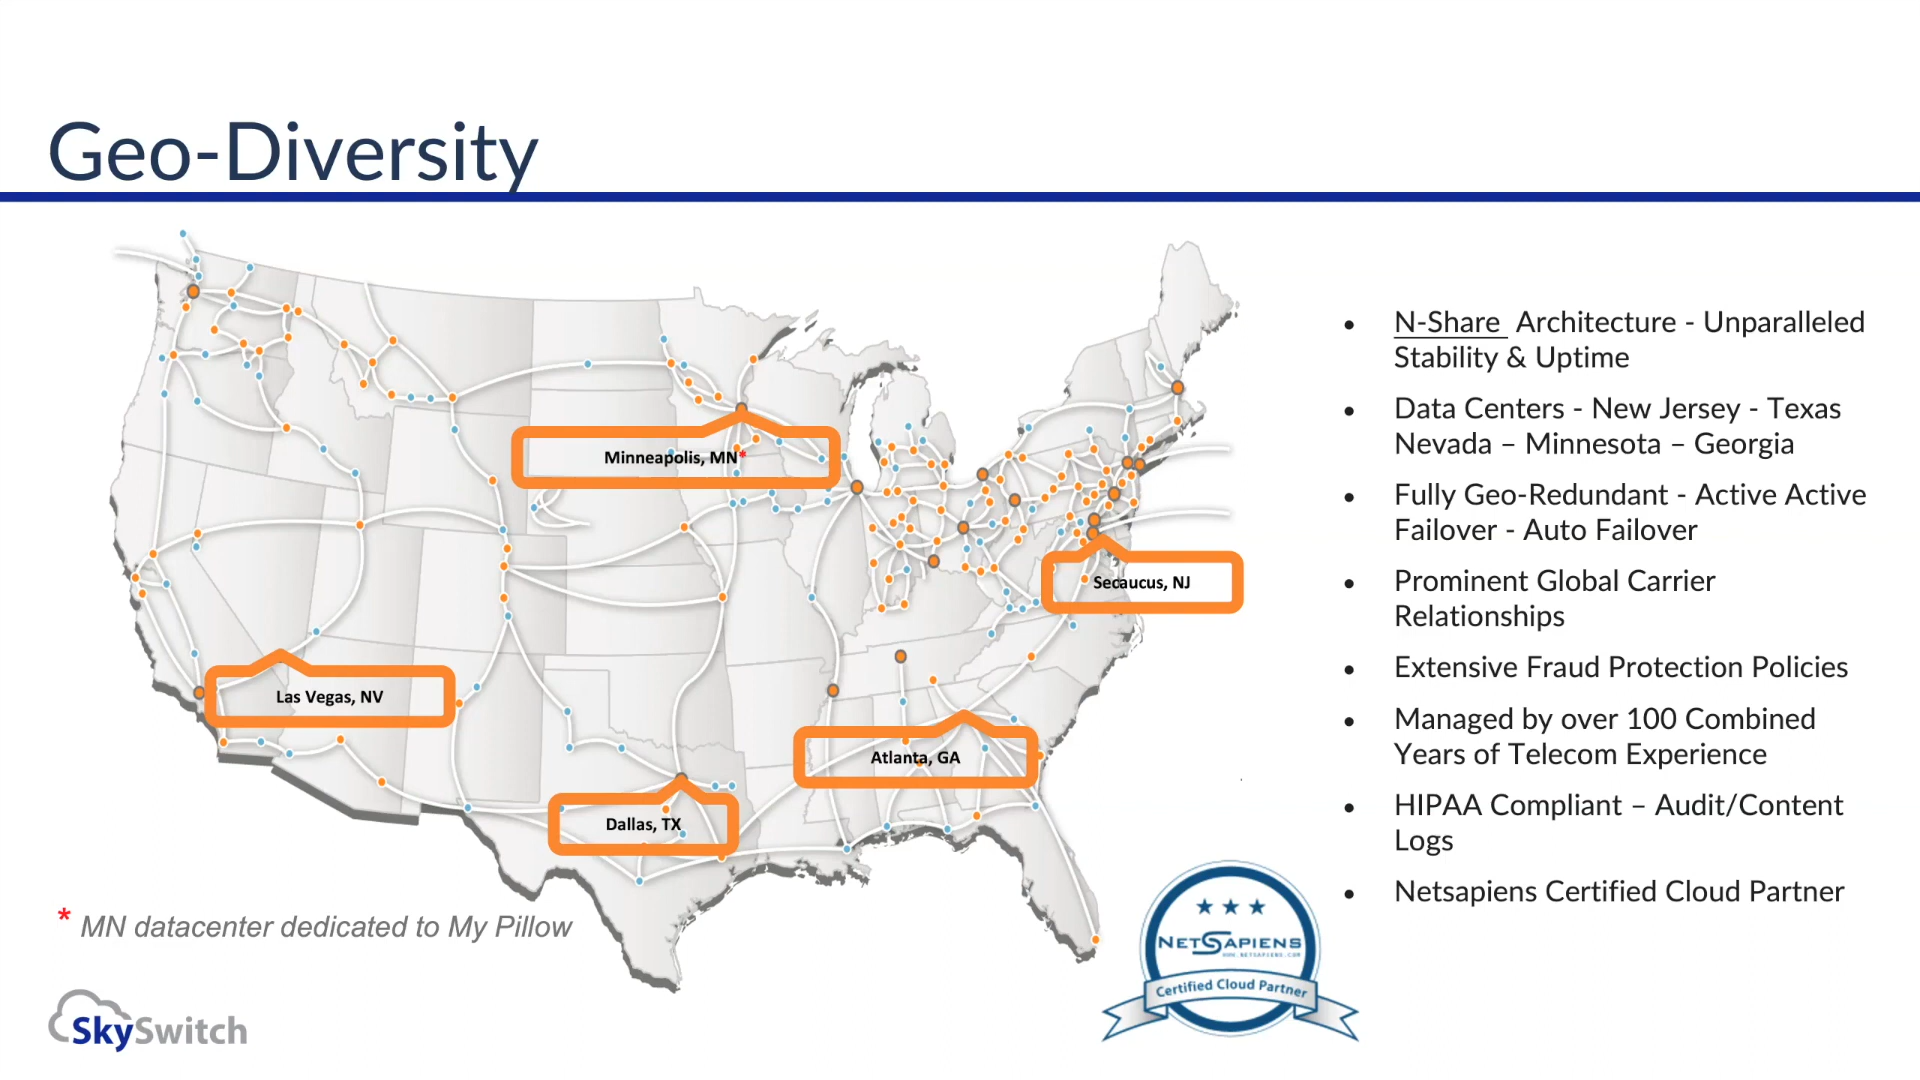 Geo-Diversity
Minneapolis, MN*
Secaucus, NJ
Las Vegas, NV
Atlanta, GA
Dallas, TX
* MN datacenter dedicated to My Pillow
SkySwitch
NETSAPIENS
WWW.NETSAPIENS.COM
Certified Cloud Partner
• N-Share Architecture - Unparalleled
Stability & Uptime
• Data Centers - New Jersey - Texas
Nevada – Minnesota – Georgia
• Fully Geo-Redundant - Active Active
Failover - Auto Failover
• Prominent Global Carrier
Relationships
• Extensive Fraud Protection Policies
• Managed by over 100 Combined
Years of Telecom Experience
• HIPAA Compliant – Audit/Content
Logs
• Netsapiens Certified Cloud Partner